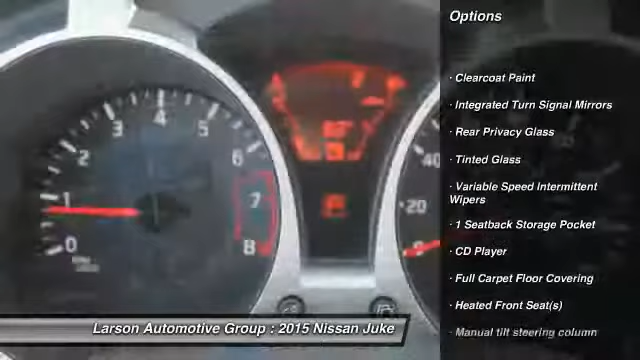 Options
· Clearcoat Paint
· Integrated Turn Signal Mirrors
· Rear Privacy Glass
· Tinted Glass
· Variable Speed Intermittent
Wipers
· 1 Seatback Storage Pocket
· CD Player
· Full Carpet Floor Covering
· Heated Front Seat(s)
· Manual tilt steering column
0
1
2
3
4
5
6
7
8
0
20
40
Larson Automotive Group : 2015 Nissan Juke